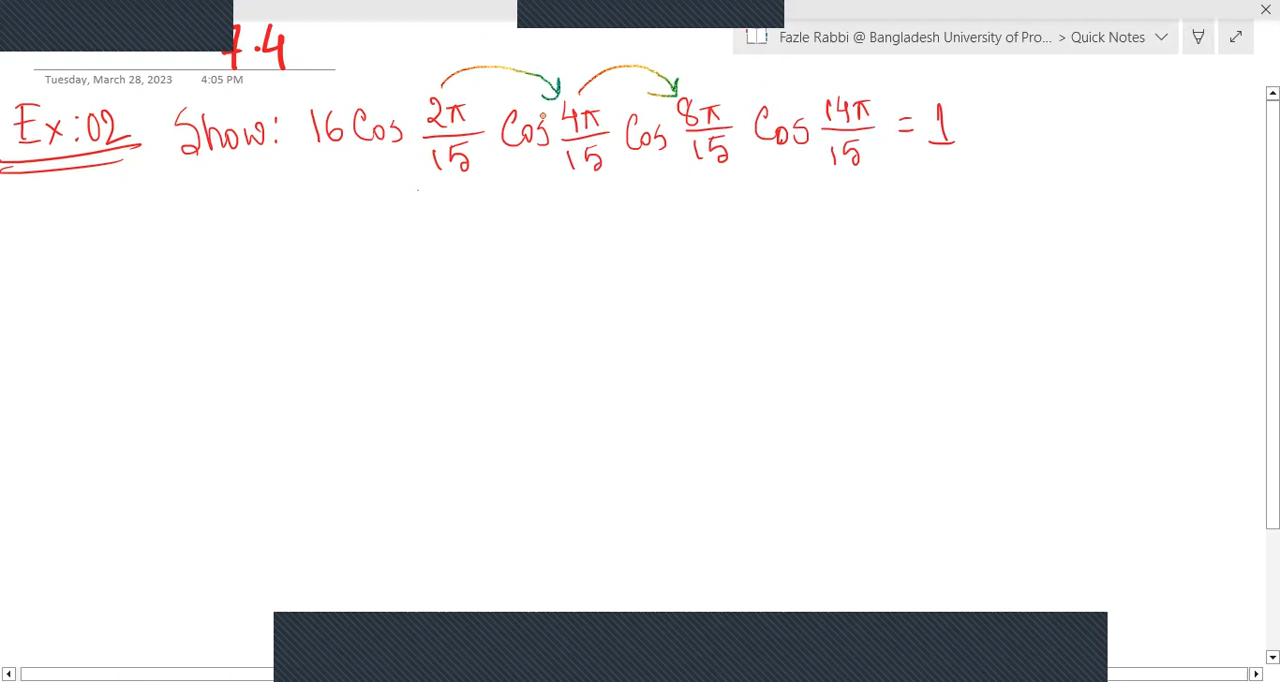 Fazle Rabbi @ Bangladesh University of Pro... > Quick Notes
7.4
Tuesday, March 28, 2023 4:05 PM
Ex:02 Show: 16 Cos 2π/15 Cos 4π/15 Cos 8π/15 Cos 14π/15 = 1